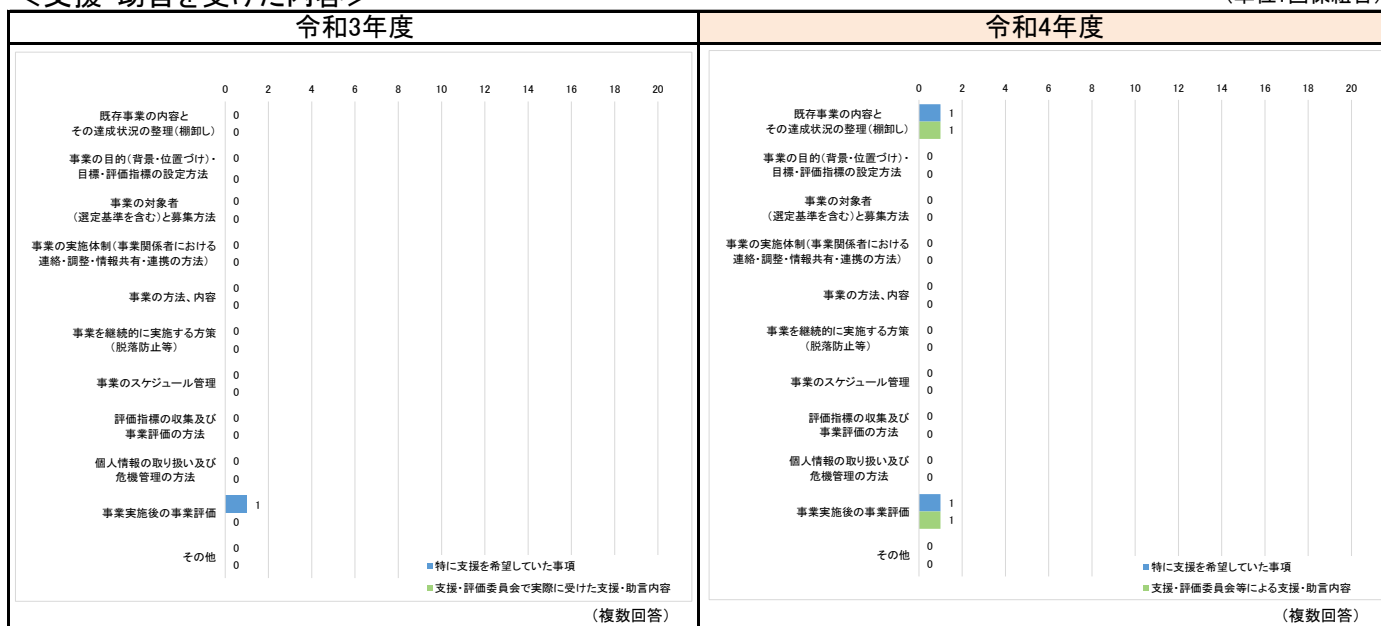 ＜支援・助言を受けた内容＞
(単位:国保組合)
令和3年度
0 2 4 6 8 10 12 14 16 18 20
既存事業の内容と
その達成状況の整理(棚卸し)
0
0
事業の目的(背景・位置づけ)・
目標・評価指標の設定方法
0
0
事業の対象者
(選定基準を含む)と募集方法
0
0
事業の実施体制(事業関係者における
連絡・調整・情報共有・連携の方法)
0
0
事業の方法、内容
0
0
事業を継続的に実施する方策
(脱落防止等)
0
0
事業のスケジュール管理
0
0
評価指標の収集及び
事業評価の方法
0
0
個人情報の取り扱い及び
危機管理の方法
0
0
事業実施後の事業評価
1
0
その他
0
0
特に支援を希望していた事項
支援・評価委員会で実際に受けた支援・助言内容
(複数回答)
令和4年度
0 2 4 6 8 10 12 14 16 18 20
既存事業の内容と
その達成状況の整理(棚卸し)
1
1
事業の目的(背景・位置づけ)・
目標・評価指標の設定方法
0
0
事業の対象者
(選定基準を含む)と募集方法
0
0
事業の実施体制(事業関係者における
連絡・調整・情報共有・連携の方法)
0
0
事業の方法、内容
0
0
事業を継続的に実施する方策
(脱落防止等)
0
0
事業のスケジュール管理
0
0
評価指標の収集及び
事業評価の方法
0
0
個人情報の取り扱い及び
危機管理の方法
0
0
事業実施後の事業評価
1
1
その他
0
0
特に支援を希望していた事項
支援・評価委員会等による支援・助言内容
(複数回答)